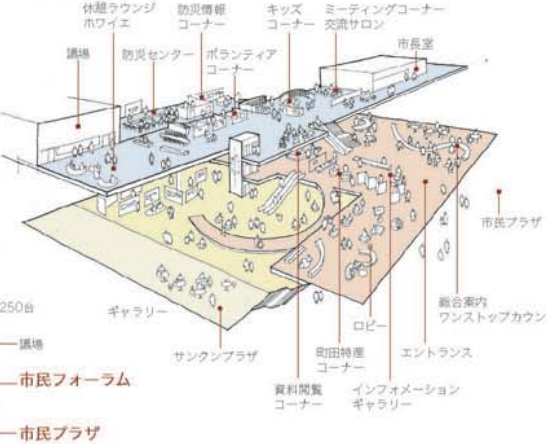 休憩ラウンジ
ホワイエ
防災情報
コーナー
キッズ
コーナー
ミーティングコーナー
交流サロン
議場
防災センター
ボランティア
コーナー
市長室
市民プラザ
250台
ギャラリー
総合案内
ワンストップカウン
議場
サンクンプラザ
ロビー
町田特産
コーナー
エントランス
市民フォーラム
資料閲覧
コーナー
インフォメーション
ギャラリー
市民プラザ